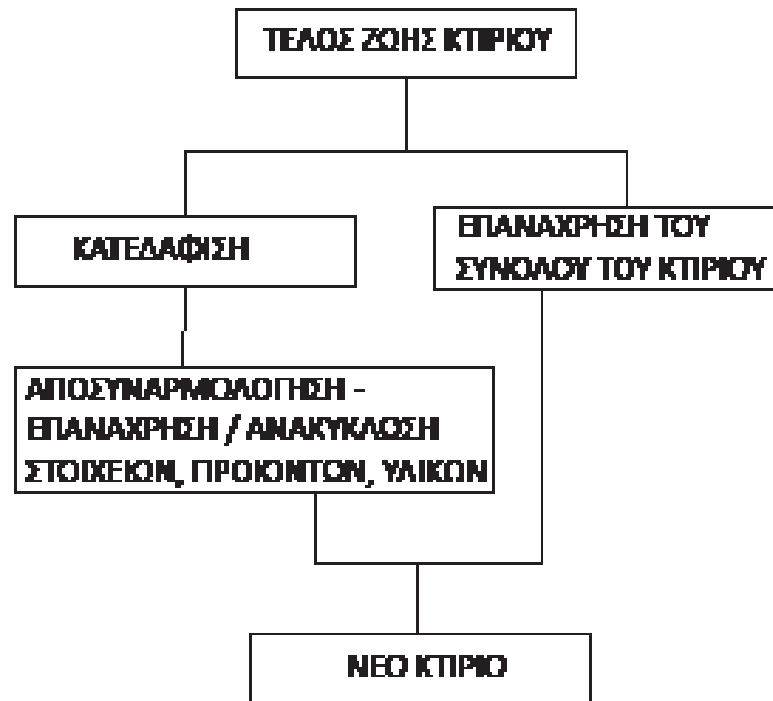 ΤΕΛΟΣ ΖΩΗΣ ΚΤΙΡΙΟΥ
ΚΑΤΕΔΑΦΙΣΗ
ΕΠΑΝΑΧΡΗΣΗ ΤΟΥ
ΣΥΝΟΛΟΥ ΤΟΥ ΚΤΙΡΙΟΥ
ΑΠΟΣΥΝΑΡΜΟΛΟΓΗΣΗ -
ΕΠΑΝΑΧΡΗΣΗ / ΑΝΑΚΥΚΛΩΣΗ
ΣΤΟΙΧΕΙΩΝ, ΠΡΟΙΟΝΤΩΝ, ΥΛΙΚΩΝ
ΝΕΟ ΚΤΙΡΙΟ